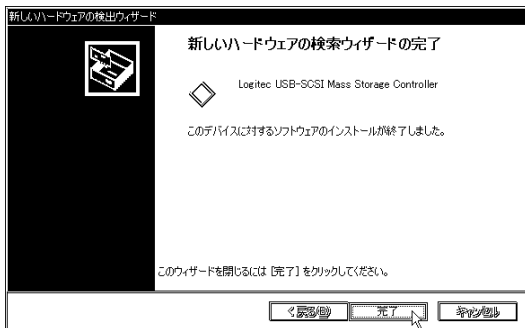 新しいハードウェアの検出ウィザード
新しいハードウェアの検索ウィザードの完了
Logitec USB-SCSI Mass Storage Controller
このデバイスに対するソフトウェアのインストールが終了しました。
このウィザードを閉じるには [完了] をクリックしてください。
< 戻る(B) 完了 キャンセル